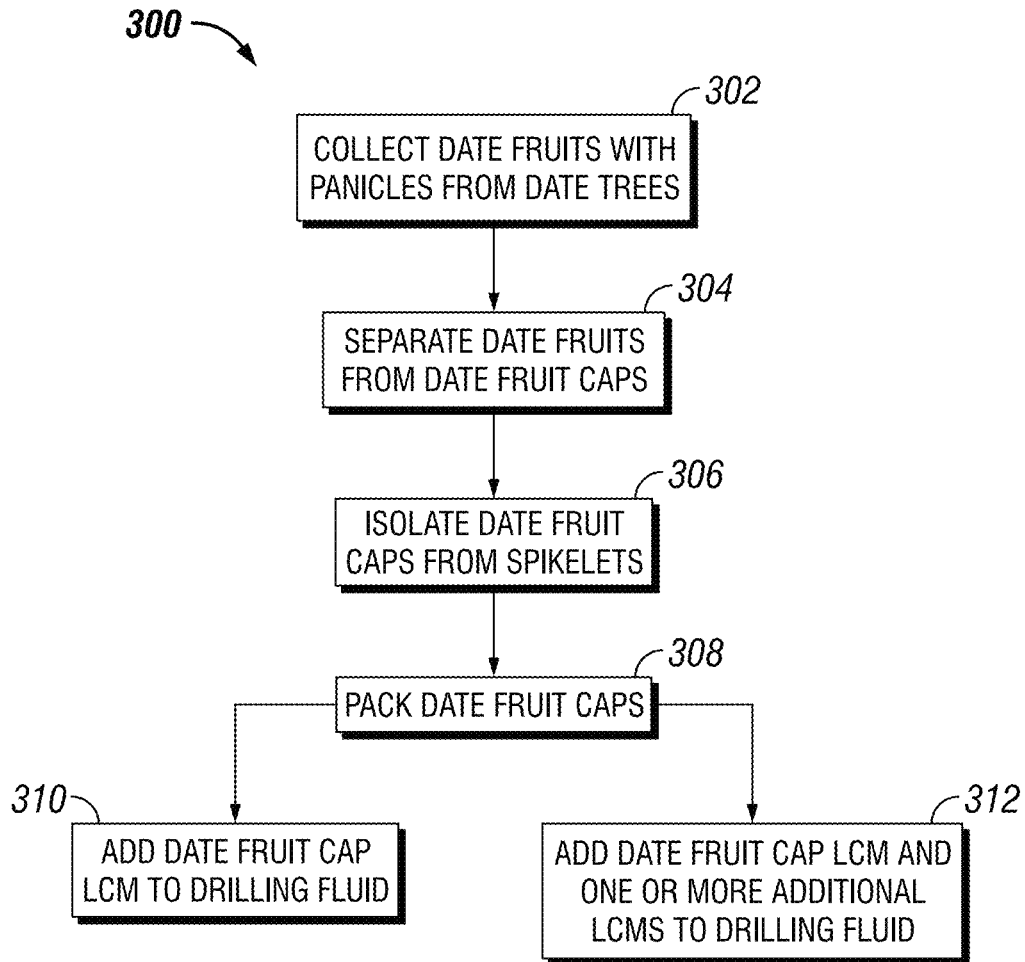 300
302
COLLECT DATE FRUITS WITH
PANICLES FROM DATE TREES
304
SEPARATE DATE FRUITS
FROM DATE FRUIT CAPS
306
ISOLATE DATE FRUIT
CAPS FROM SPIKELETS
308
PACK DATE FRUIT CAPS
310
ADD DATE FRUIT CAP
LCM TO DRILLING FLUID
312
ADD DATE FRUIT CAP LCM AND
ONE OR MORE ADDITIONAL
LCMS TO DRILLING FLUID